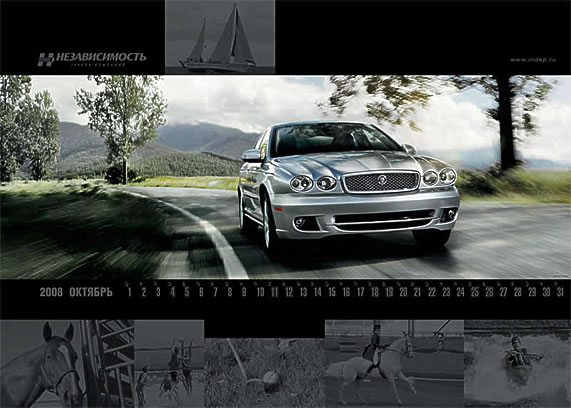 НЕЗАВИСИМОСТЬ
ГРУППА КОМПАНИЙ
www.indep.ru
2008 ОКТЯБРЬ 1 2 3 4 5 6 7 8 9 10 11 12 13 14 15 16 17 18 19 20 21 22 23 24 25 26 27 28 29 30 31